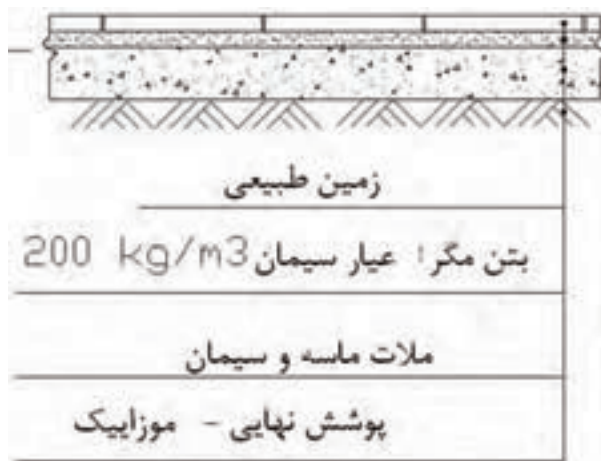 زمین طبیعی
بتن مگر: عیار سیمان 200 kg/m3
ملات ماسه و سیمان
پوشش نهایی - موزاییک